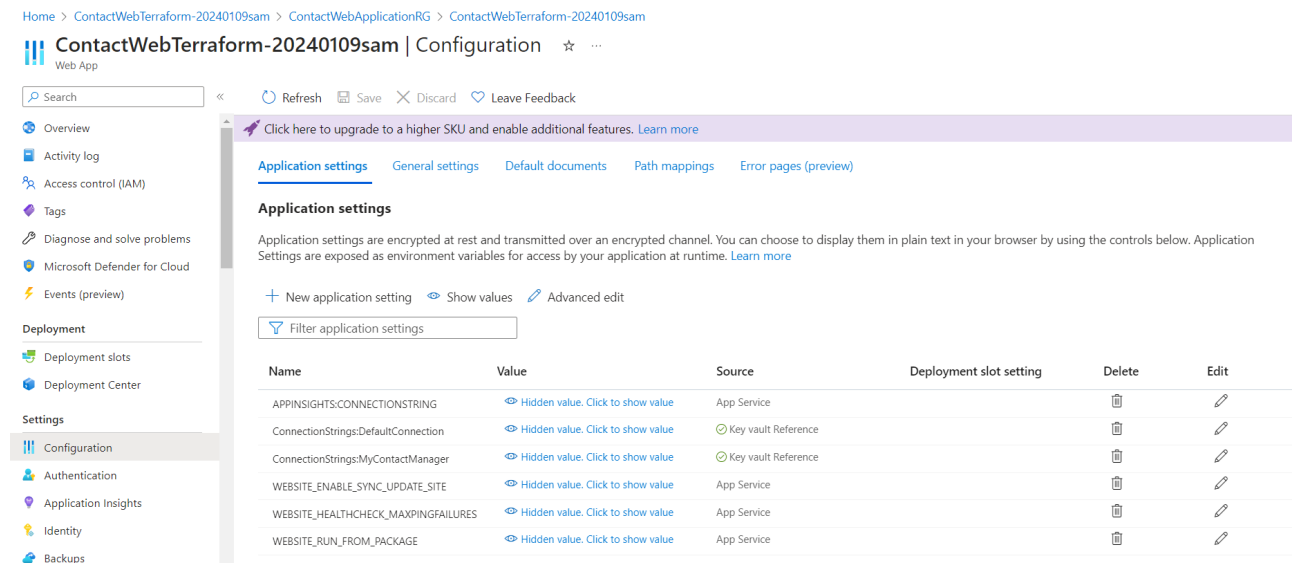 Home > ContactWebTerraform-20240109sam > ContactWebApplicationRG > ContactWebTerraform-20240109sam
ContactWebTerraform-20240109sam | Configuration
Web App
Search
Overview
Activity log
Access control (IAM)
Tags
Diagnose and solve problems
Microsoft Defender for Cloud
Events (preview)
Deployment
Deployment slots
Deployment Center
Settings
Configuration
Authentication
Application Insights
Identity
Backups
Refresh Save Discard Leave Feedback
Click here to upgrade to a higher SKU and enable additional features. Learn more
Application settings General settings Default documents Path mappings Error pages (preview)
Application settings
Application settings are encrypted at rest and transmitted over an encrypted channel. You can choose to display them in plain text in your browser by using the controls below. Application
Settings are exposed as environment variables for access by your application at runtime. Learn more
New application setting Show values Advanced edit
Filter application settings
Name Value Source Deployment slot setting Delete Edit
APPINSIGHTS:CONNECTIONSTRING Hidden value. Click to show value App Service
ConnectionStrings:DefaultConnection Hidden value. Click to show value Key vault Reference
ConnectionStrings:MyContactManager Hidden value. Click to show value Key vault Reference
WEBSITE_ENABLE_SYNC_UPDATE_SITE Hidden value. Click to show value App Service
WEBSITE_HEALTHCHECK_MAXPINGFAILURES Hidden value. Click to show value App Service
WEBSITE_RUN_FROM_PACKAGE Hidden value. Click to show value App Service